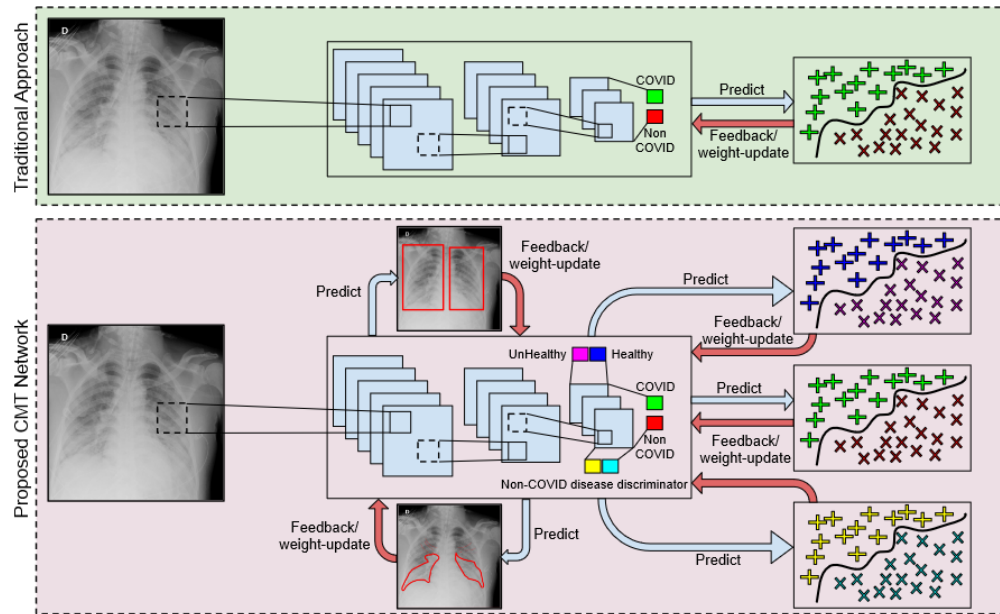 Traditional Approach
D
COVID
Non
COVID
Predict
Feedback/
weight-update
Proposed CMT Network
D
D
Predict
Feedback/
weight-update
UnHealthy
Healthy
COVID
Non
COVID
Non-COVID disease discriminator
Predict
Feedback/
weight-update
Predict
Feedback/
weight-update
Feedback/
weight-update
D
Predict
Predict